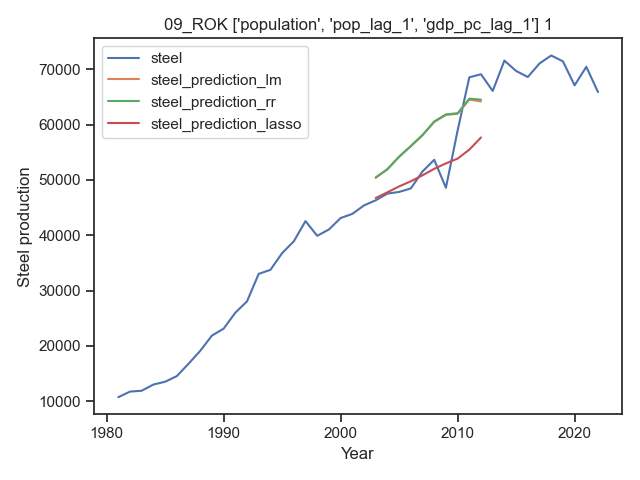 09_ROK ['population', 'pop_lag_1', 'gdp_pc_lag_1'] 1
steel
steel_prediction_lm
steel_prediction_rr
steel_prediction_lasso
Steel production
70000
60000
50000
40000
30000
20000
10000
1980 1990 2000 2010 2020
Year